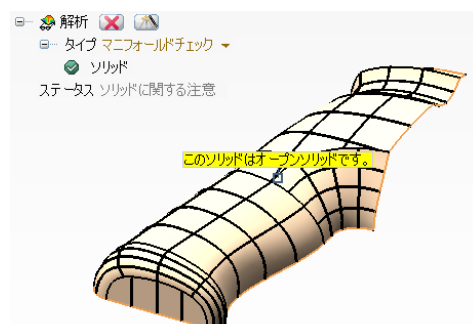 解析
タイプ マニフォールドチェック
ソリッド
ステータス ソリッドに関する注意
このソリッドはオープンソリッドです。